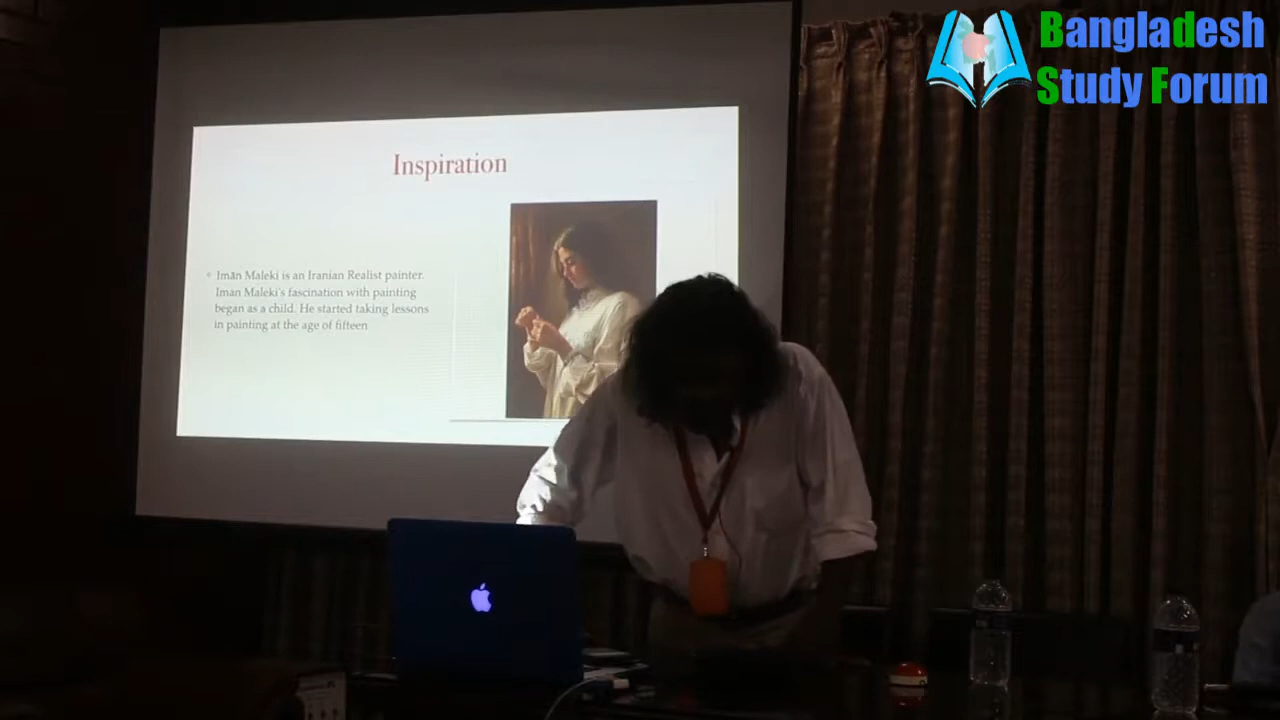 Bangladesh
Study Forum
Inspiration
Imān Maleki is an Iranian Realist painter.
Iman Maleki's fascination with painting
began as a child. He started taking lessons
in painting at the age of fifteen